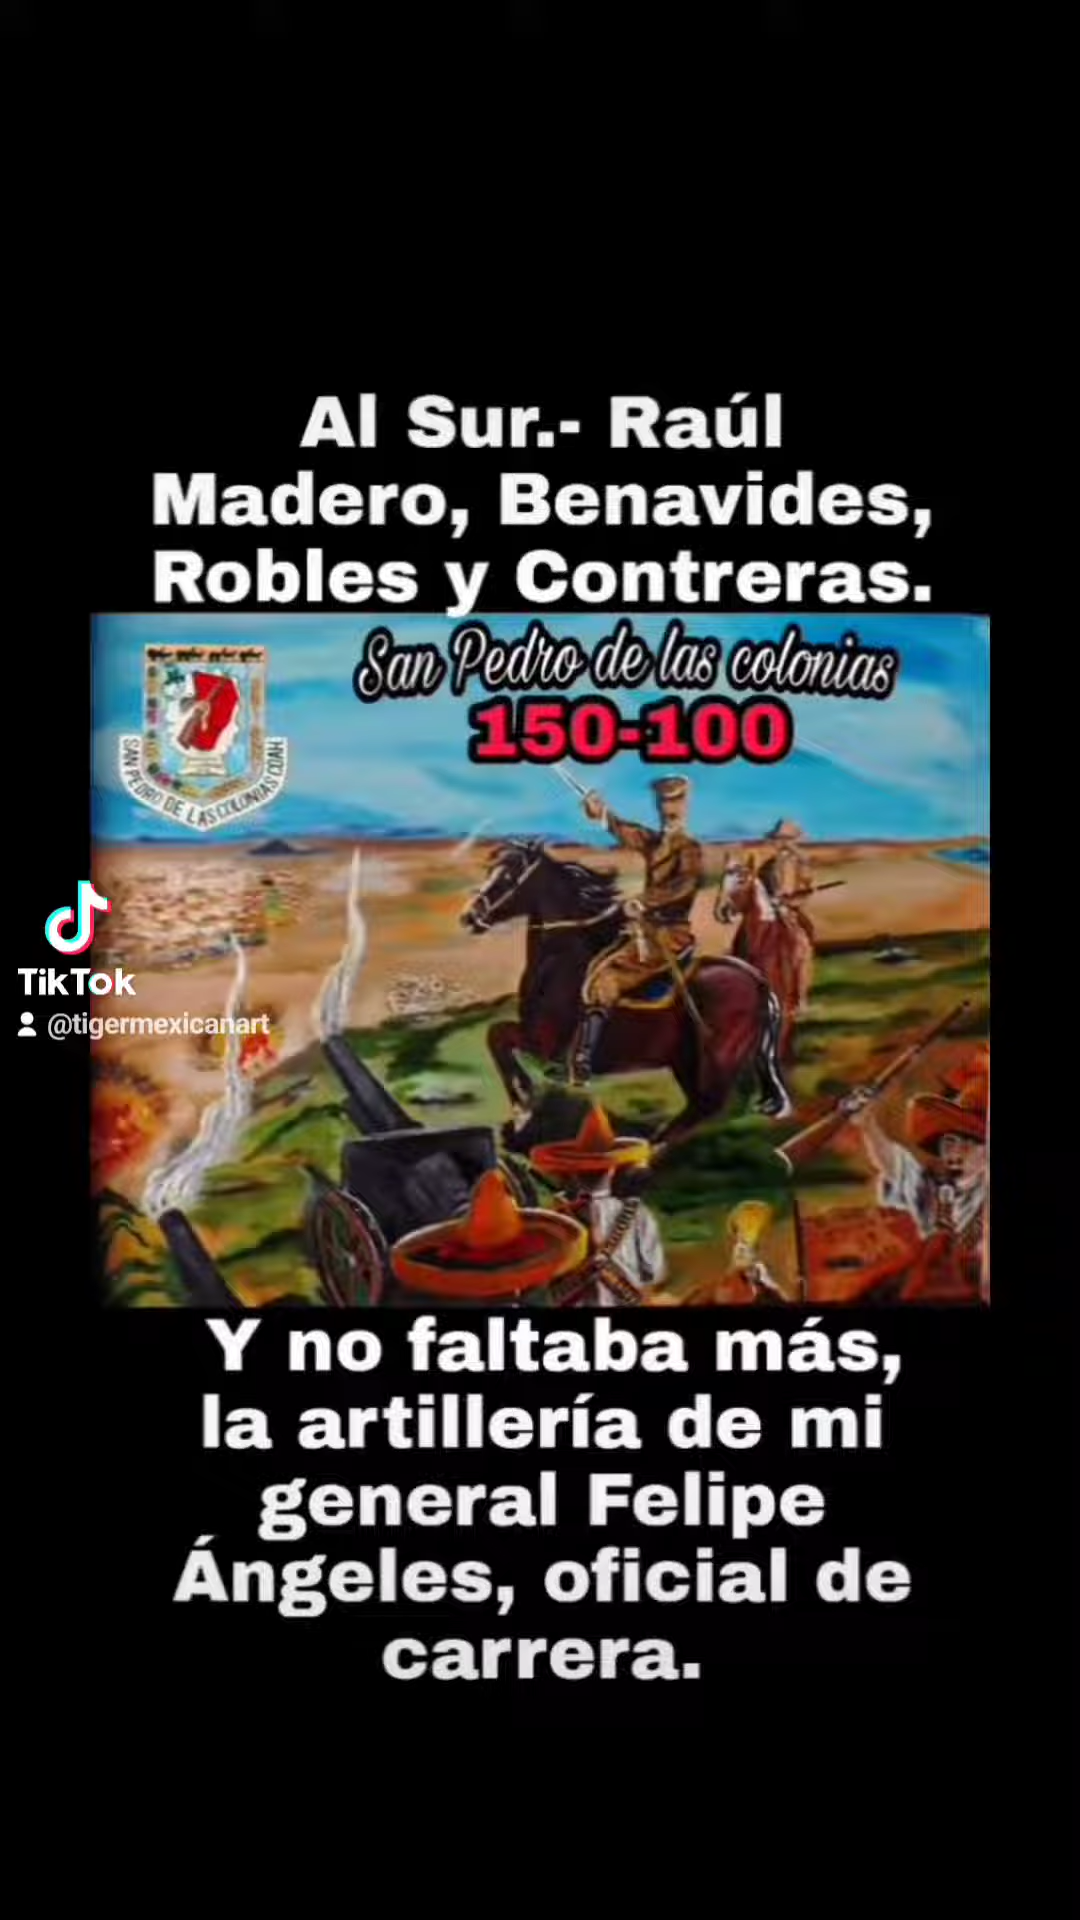 Al Sur.- Raúl
Madero, Benavides,
Robles y Contreras.
San Pedro de las colonias
150-100
SAN PEDRO DE LAS COLONIAS COAH
TikTok
@tigermexicanart
Y no faltaba más,
la artillería de mi
general Felipe
Ángeles, oficial de
carrera.